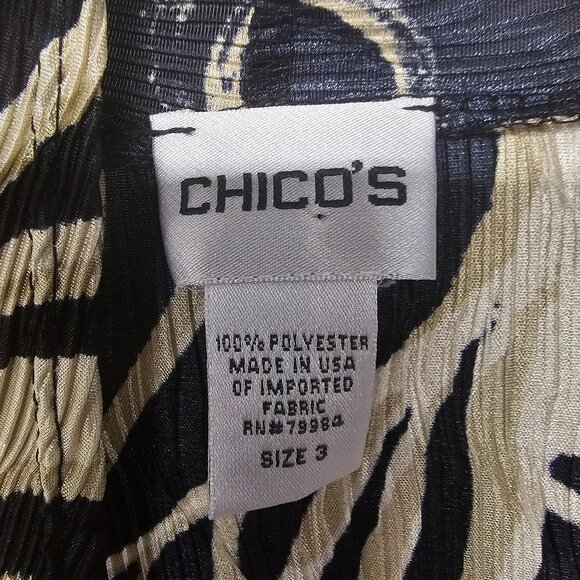 CHICO'S
100% POLYESTER
MADE IN USA
OF IMPORTED
FABRIC
RN#79984
SIZE 3